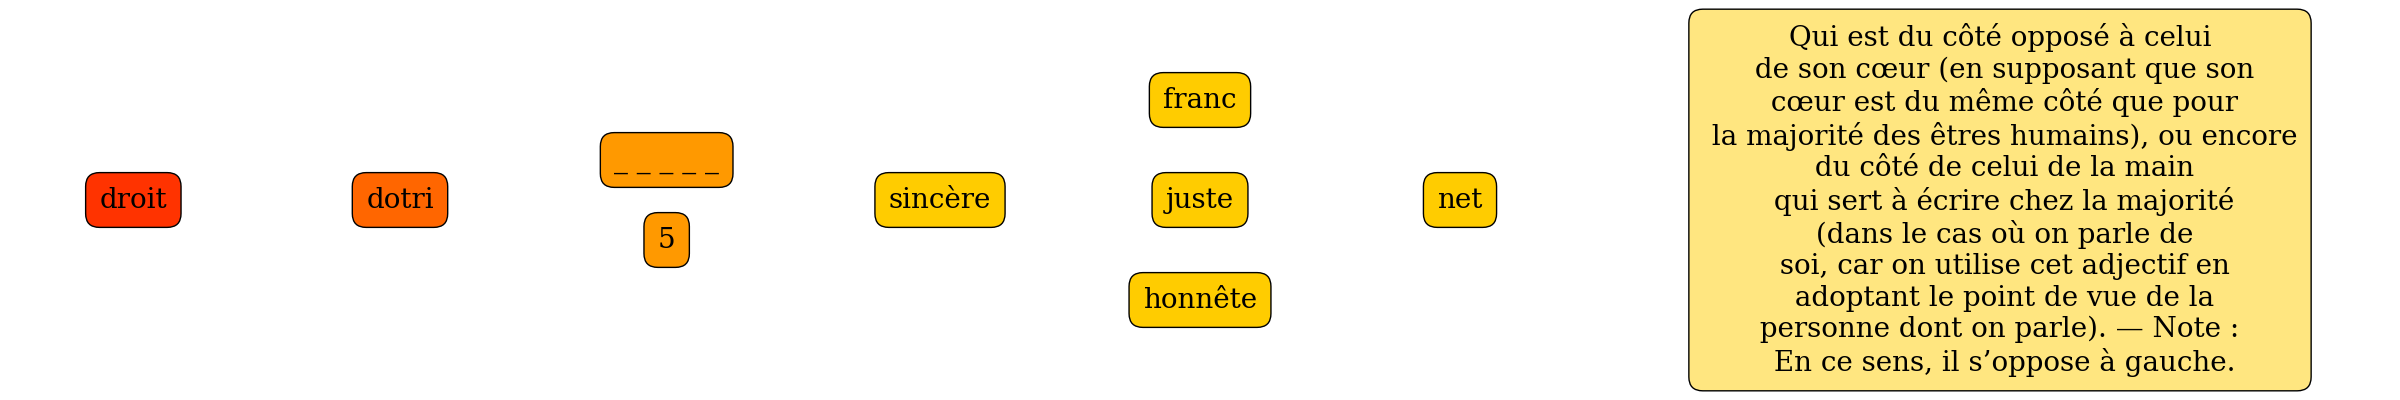 droit
dotri
_ _ _ _ _
5
sincère
franc
juste
honnête
net
Qui est du côté opposé à celui
de son cœur (en supposant que son
cœur est du même côté que pour
la majorité des êtres humains), ou encore
du côté de celui de la main
qui sert à écrire chez la majorité
(dans le cas où on parle de
soi, car on utilise cet adjectif en
adoptant le point de vue de la
personne dont on parle). — Note :
En ce sens, il s’oppose à gauche.